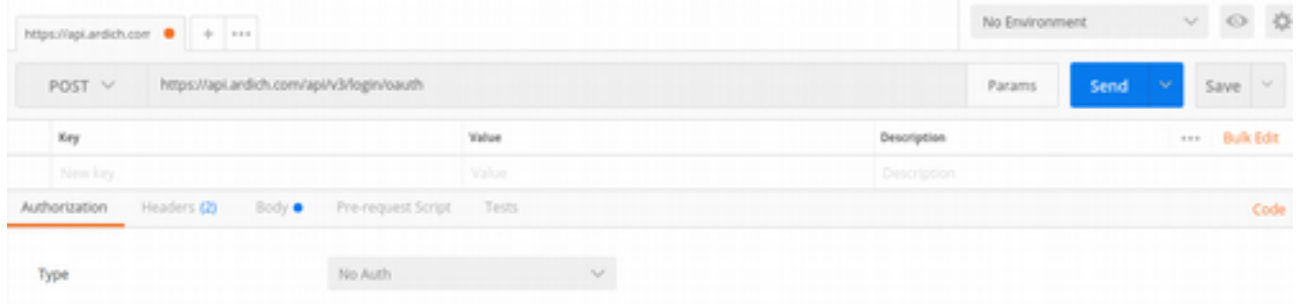 No Environment
https://api.ardich.com + •••
POST https://api.ardich.com/api/v3/login/oauth Params Send Save
Key Value Description ••• Bulk Edit
New key Value Description
Authorization Headers (2) Body Pre-request Script Tests Code
Type No Auth